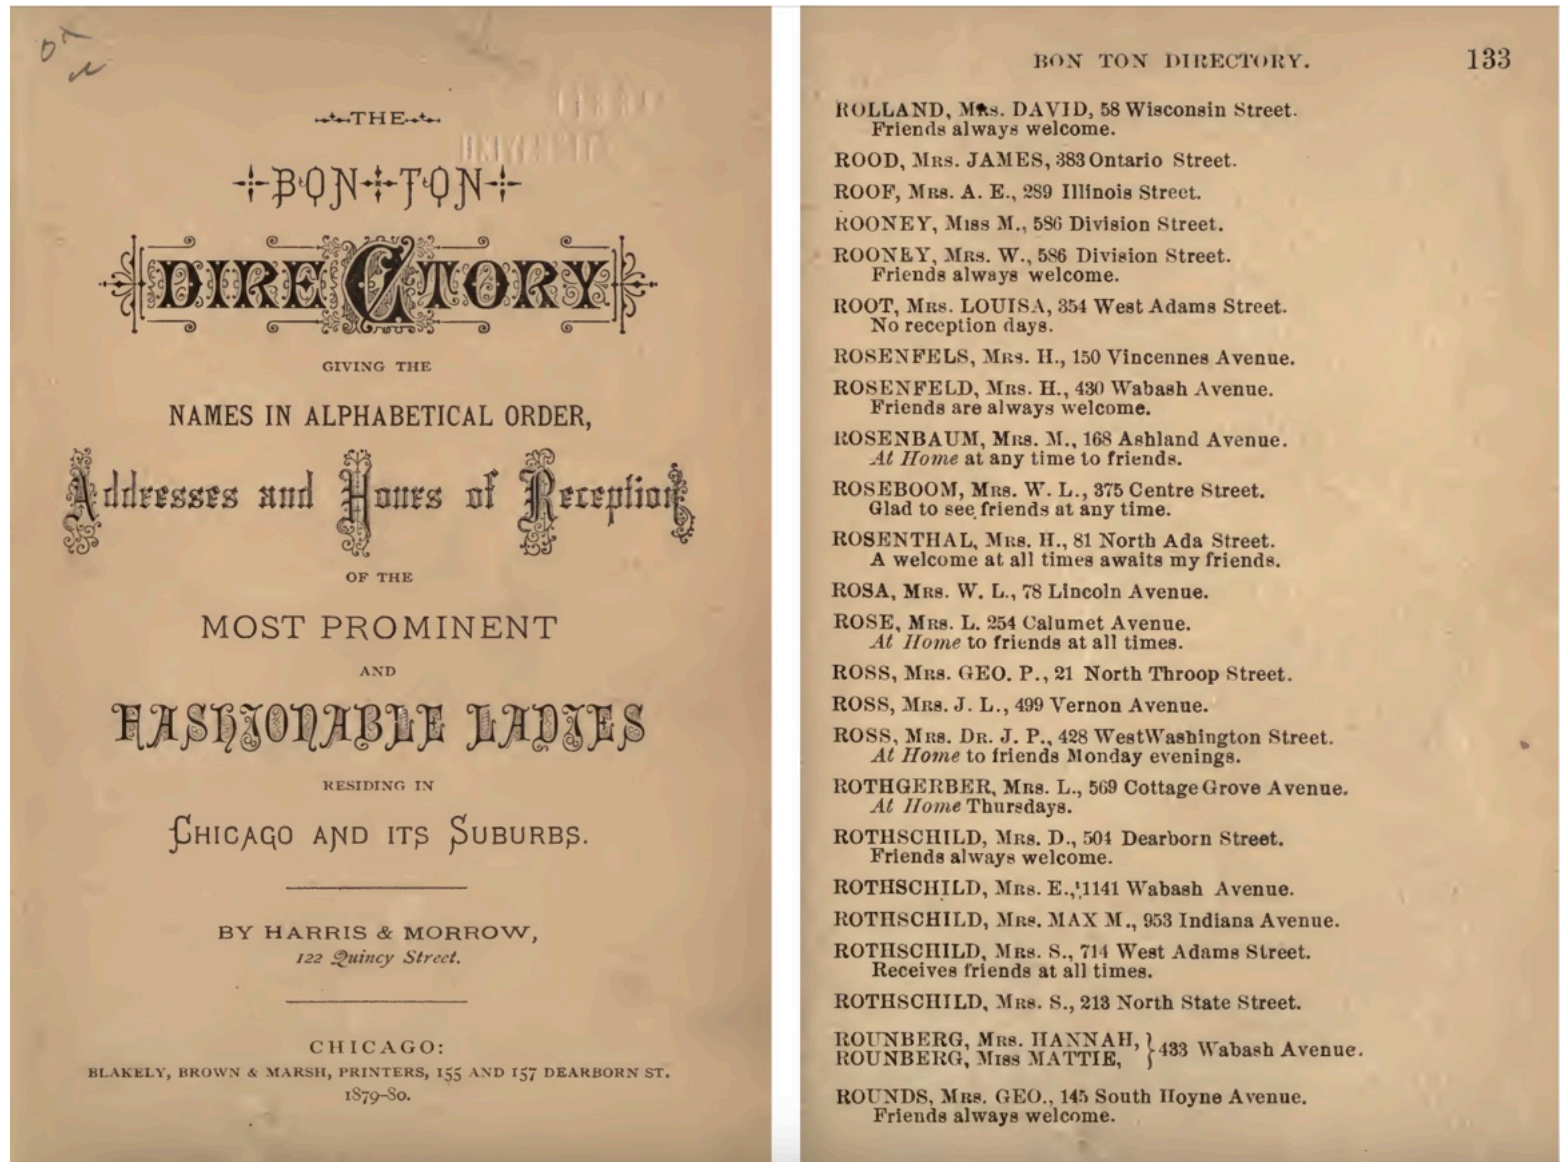 THE
BON TON
DIRECTORY
GIVING THE
NAMES IN ALPHABETICAL ORDER,
Addresses and Hours of Reception
OF THE
MOST PROMINENT
AND
FASHIONABLE LADIES
RESIDING IN
CHICAGO AND ITS SUBURBS.
BY HARRIS & MORROW,
122 Quincy Street.
CHICAGO:
BLAKELY, BROWN & MARSH, PRINTERS, 155 AND 157 DEARBORN ST.
1879-80.
BON TON DIRECTORY. 133
ROLLAND, MRS. DAVID, 58 Wisconsin Street.
Friends always welcome.
ROOD, MRS. JAMES, 383 Ontario Street.
ROOF, MRS. A. E., 289 Illinois Street.
ROONEY, MISS M., 586 Division Street.
ROONEY, MRS. W., 586 Division Street.
Friends always welcome.
ROOT, MRS. LOUISA, 354 West Adams Street.
No reception days.
ROSENFELS, MRS. H., 150 Vincennes Avenue.
ROSENFELD, MRS. H., 430 Wabash Avenue.
Friends are always welcome.
ROSENBAUM, MRS. M., 168 Ashland Avenue.
At Home at any time to friends.
ROSEBOOM, MRS. W. L., 375 Centre Street.
Glad to see friends at any time.
ROSENTHAL, MRS. H., 81 North Ada Street.
A welcome at all times awaits my friends.
ROSA, MRS. W. L., 78 Lincoln Avenue.
ROSE, MRS. L. 254 Calumet Avenue.
At Home to friends at all times.
ROSS, MRS. GEO. P., 21 North Throop Street.
ROSS, MRS. J. L., 499 Vernon Avenue.
ROSS, MRS. DR. J. P., 428 West Washington Street.
At Home to friends Monday evenings.
ROTHGERBER, MRS. L., 569 Cottage Grove Avenue.
At Home Thursdays.
ROTHSCHILD, MRS. D., 504 Dearborn Street.
Friends always welcome.
ROTHSCHILD, MRS. E., 1141 Wabash Avenue.
ROTHSCHILD, MRS. MAX M., 953 Indiana Avenue.
ROTHSCHILD, MRS. S., 714 West Adams Street.
Receives friends at all times.
ROTHSCHILD, MRS. S., 213 North State Street.
ROUNBERG, MRS. HANNAH,
ROUNBERG, MISS MATTIE, } 433 Wabash Avenue.
ROUNDS, MRS. GEO., 145 South Hoyne Avenue.
Friends always welcome.